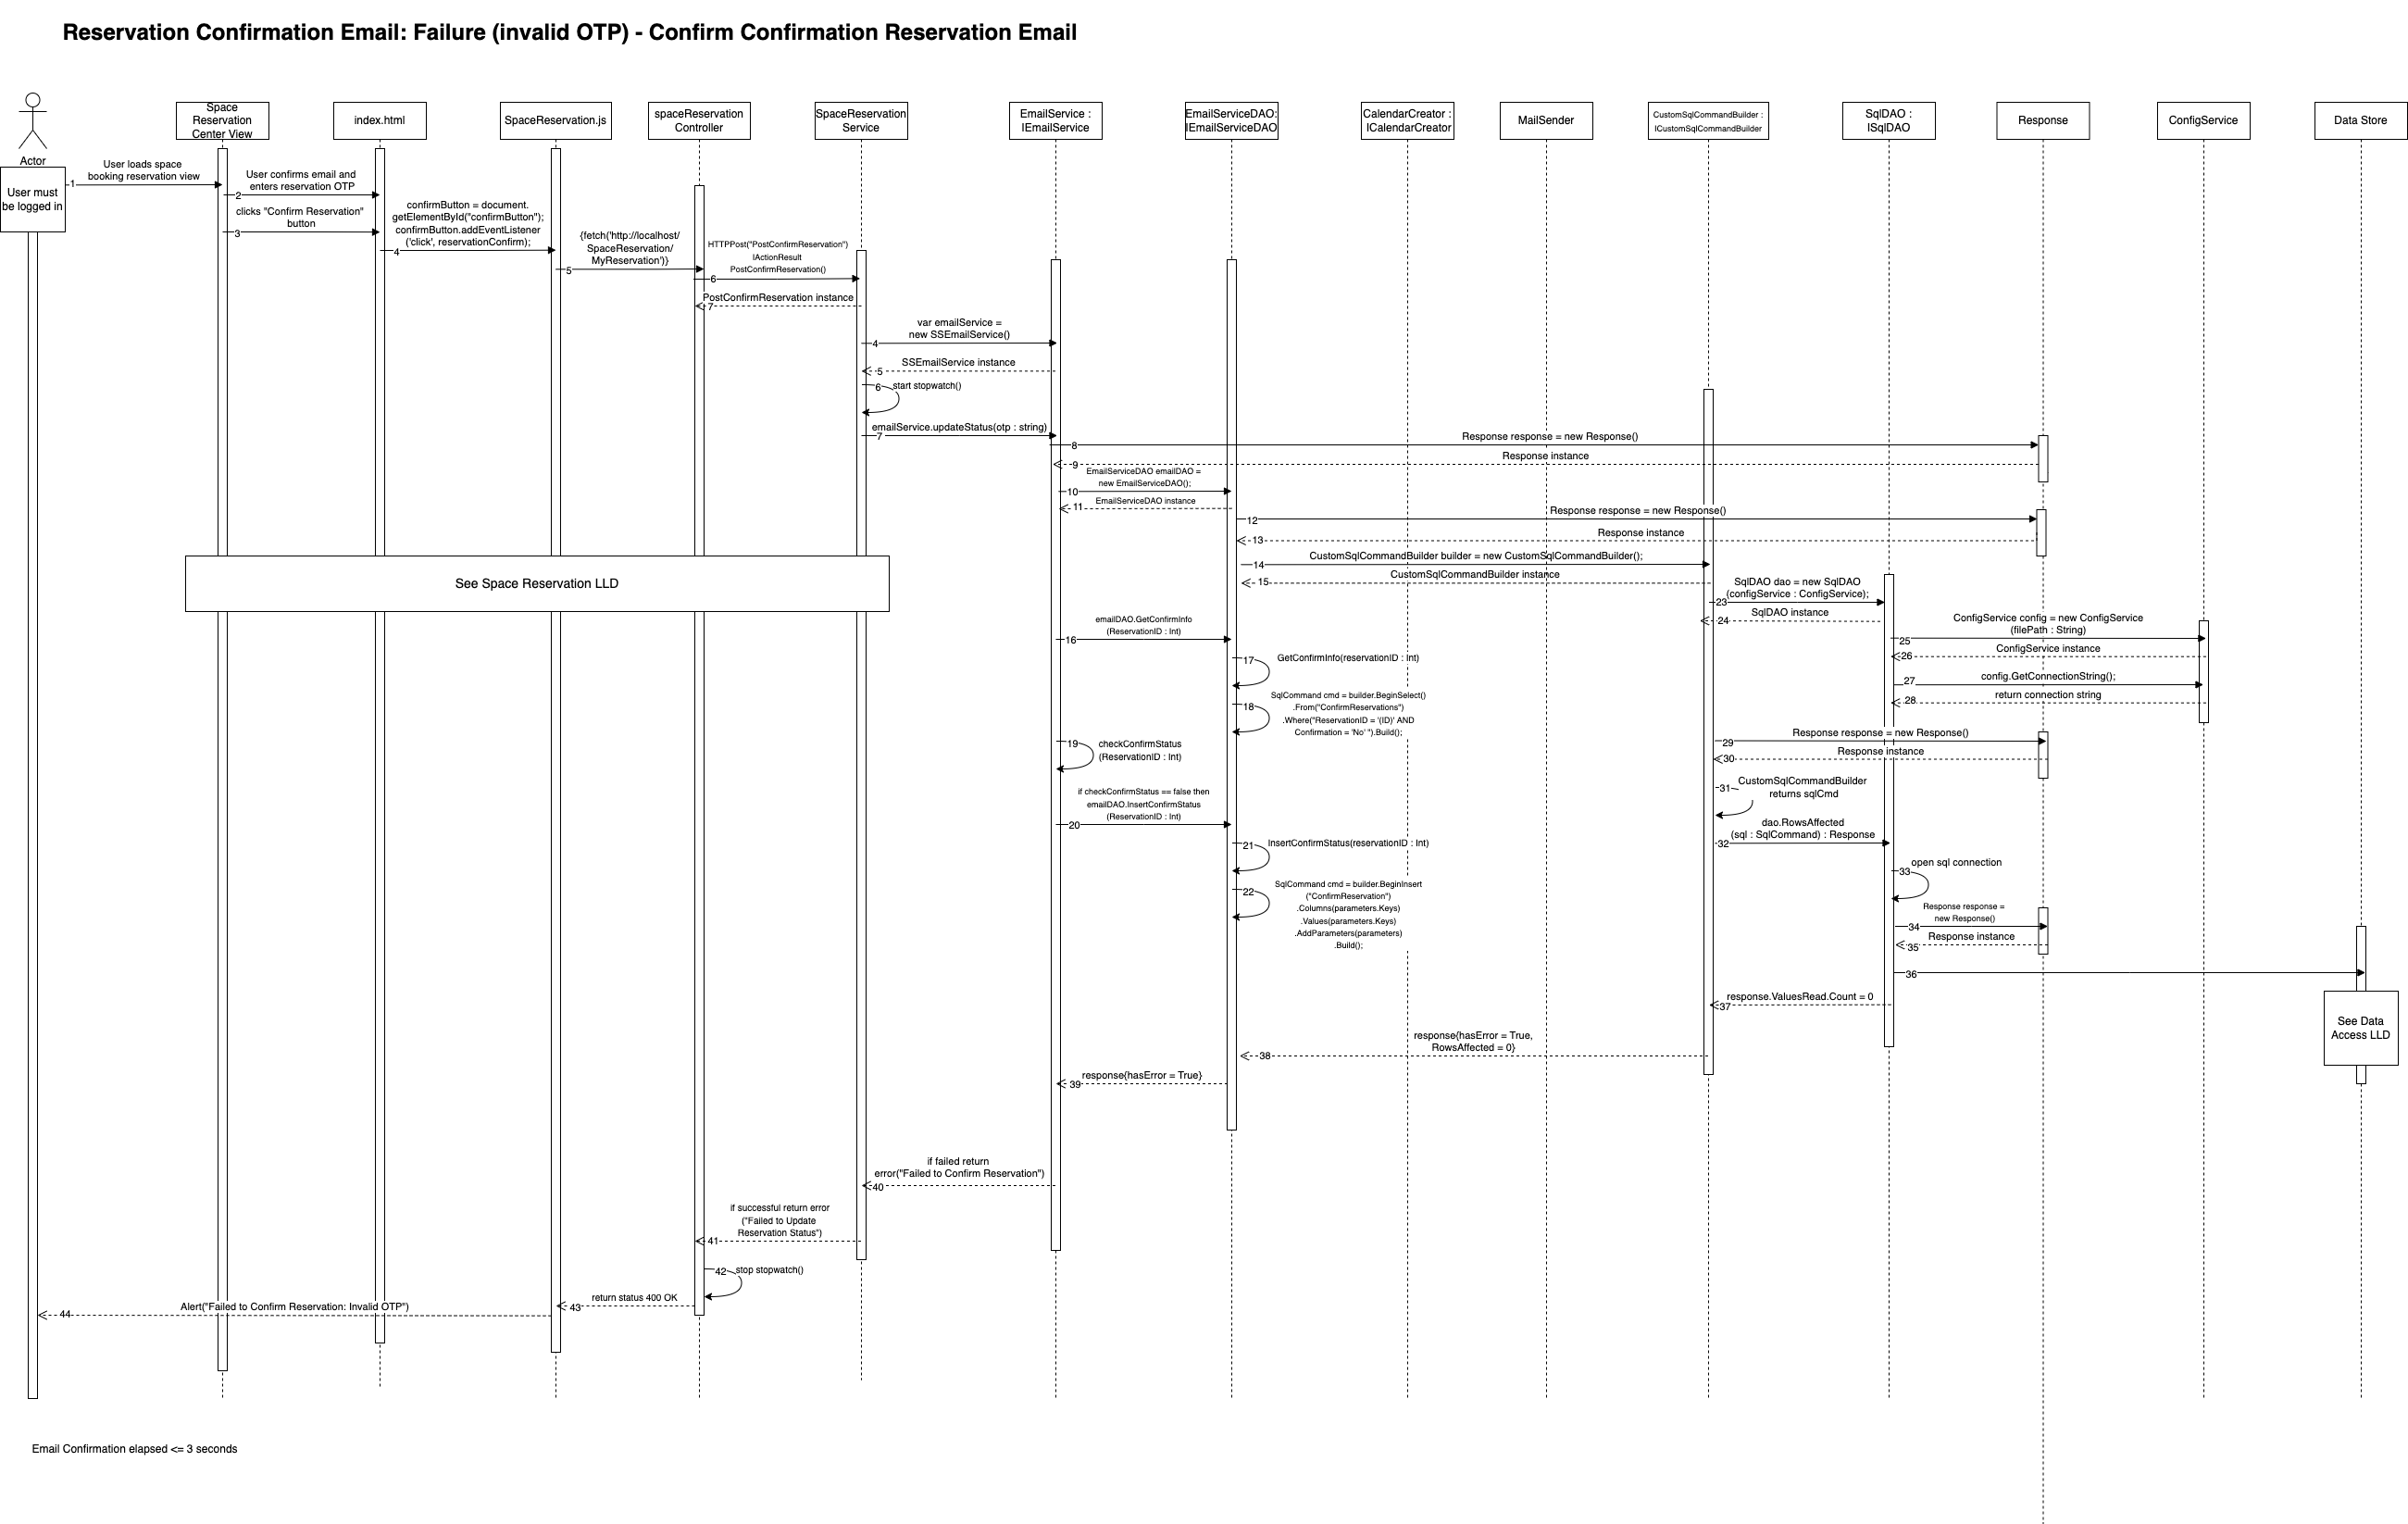 Reservation Confirmation Email: Failure (invalid OTP) - Confirm Confirmation Reservation Email
Actor
User must
be logged in
Space
Reservation
Center View
index.html
SpaceReservation.js
spaceReservation
Controller
SpaceReservation
Service
EmailService :
IEmailService
EmailServiceDAO:
IEmailServiceDAO
CalendarCreator :
ICalendarCreator
MailSender
CustomSqlCommandBuilder :
ICustomSqlCommandBuilder
SqlDAO :
ISqlDAO
Response
ConfigService
Data Store
User loads space
booking reservation view
1
User confirms email and
enters reservation OTP
2
clicks "Confirm Reservation"
button
3
confirmButton = document.
getElementById("confirmButton");
confirmButton.addEventListener
('click', reservationConfirm);
4
{fetch('http://localhost/
SpaceReservation/
MyReservation')}
5
HTTPPost("PostConfirmReservation")
IActionResult
PostConfirmReservation()
6
PostConfirmReservation instance
7
var emailService =
new SSEmailService()
4
SSEmailService instance
5
6
start stopwatch()
emailService.updateStatus(otp : string)
7
Response response = new Response()
8
Response instance
9
EmailServiceDAO emailDAO =
new EmailServiceDAO();
10
EmailServiceDAO instance
11
Response response = new Response()
12
Response instance
13
CustomSqlCommandBuilder builder = new CustomSqlCommandBuilder();
14
CustomSqlCommandBuilder instance
15
See Space Reservation LLD
SqlDAO dao = new SqlDAO
(configService : ConfigService);
23
SqlDAO instance
24
emailDAO.GetConfirmInfo
(ReservationID : Int)
16
ConfigService config = new ConfigService
(filePath : String)
25
ConfigService instance
26
17
GetConfirmInfo(reservationID : Int)
config.GetConnectionString();
27
return connection string
28
18
SqlCommand cmd = builder.BeginSelect()
.From("ConfirmReservations")
.Where("ReservationID = '(ID)' AND
Confirmation = 'No' ").Build();
19
checkConfirmStatus
(ReservationID : Int)
Response response = new Response()
29
Response instance
30
31
CustomSqlCommandBuilder
returns sqlCmd
if checkConfirmStatus == false then
emailDAO.InsertConfirmStatus
(ReservationID : Int)
20
dao.RowsAffected
(sql : SqlCommand) : Response
32
21
InsertConfirmStatus(reservationID : Int)
33
open sql connection
22
SqlCommand cmd = builder.BeginInsert
("ConfirmReservation")
.Columns(parameters.Keys)
.Values(parameters.Keys)
.AddParameters(parameters)
.Build();
Response response =
new Response()
34
Response instance
35
36
response.ValuesRead.Count = 0
37
See Data
Access LLD
response{hasError = True,
RowsAffected = 0}
38
response{hasError = True}
39
if failed return
error("Failed to Confirm Reservation")
40
if successful return error
("Failed to Update
Reservation Status")
41
42
stop stopwatch()
return status 400 OK
43
Alert("Failed to Confirm Reservation: Invalid OTP")
44
Email Confirmation elapsed <= 3 seconds